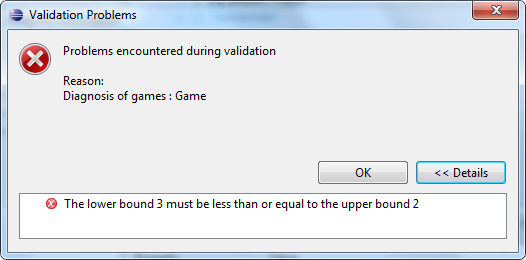 Validation Problems
Problems encountered during validation
Reason:
Diagnosis of games : Game
OK
<< Details
The lower bound 3 must be less than or equal to the upper bound 2